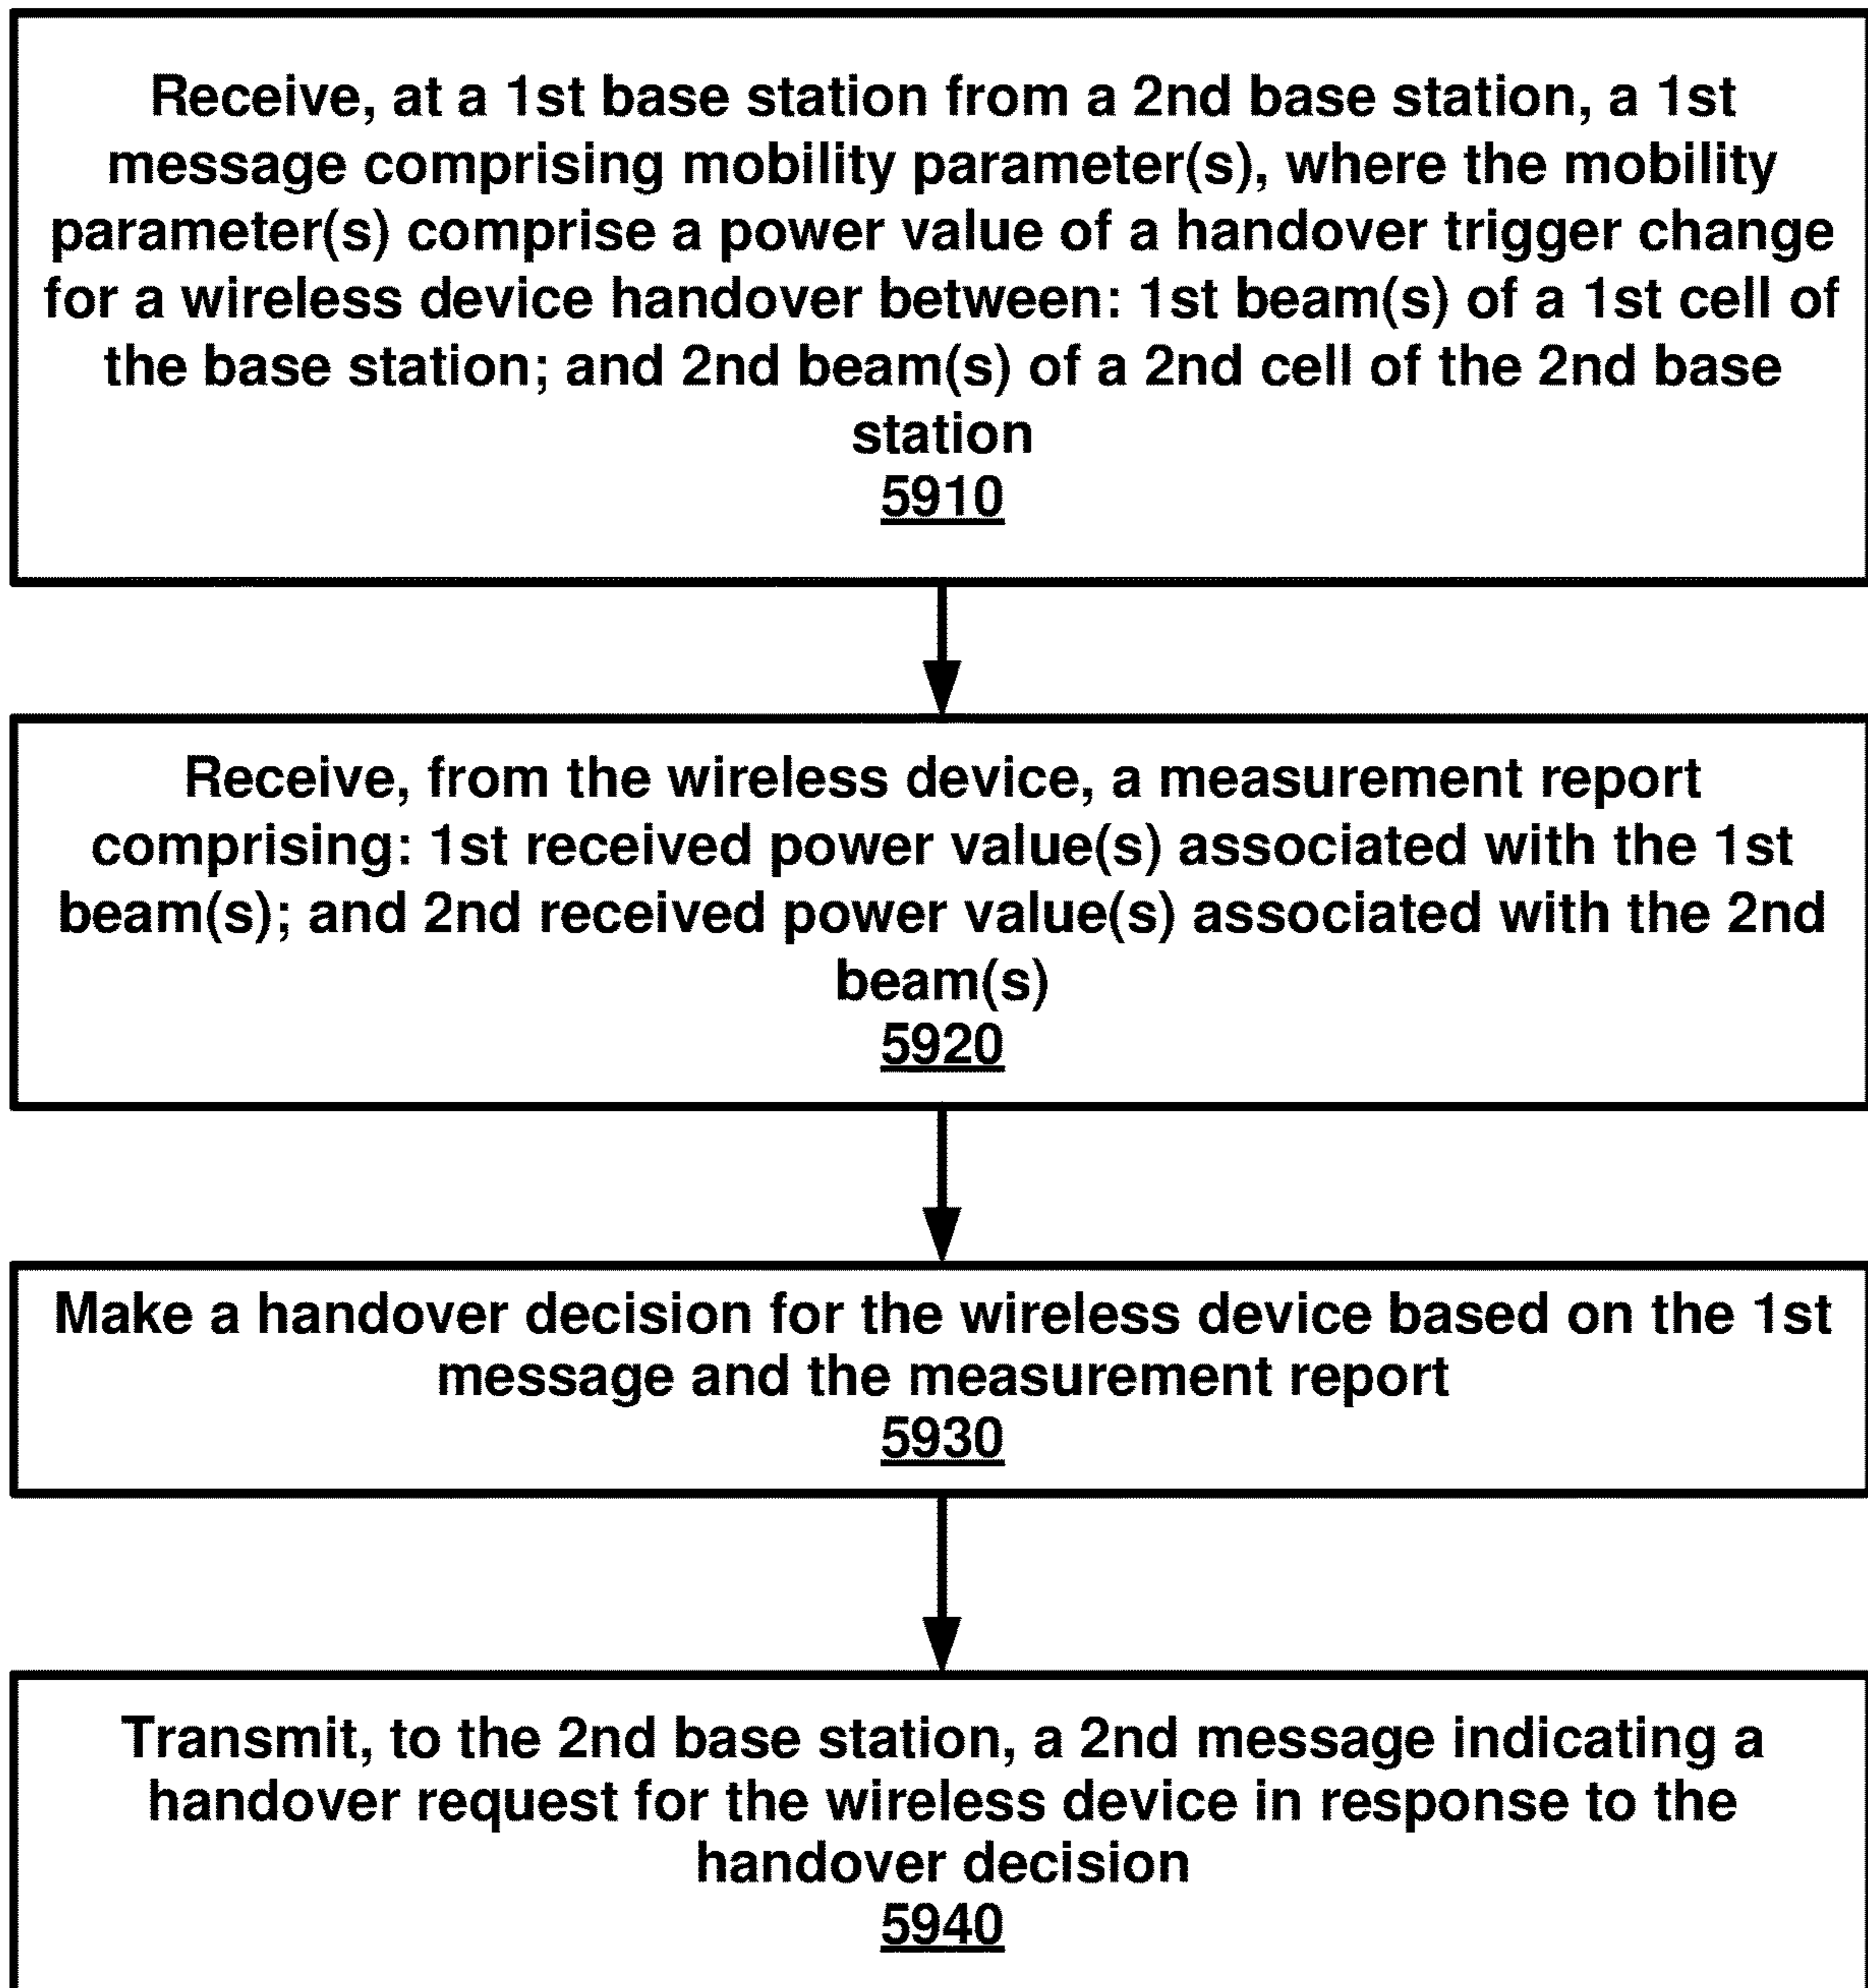 Receive, at a 1st base station from a 2nd base station, a 1st
message comprising mobility parameter(s), where the mobility
parameter(s) comprise a power value of a handover trigger change
for a wireless device handover between: 1st beam(s) of a 1st cell of
the base station; and 2nd beam(s) of a 2nd cell of the 2nd base
station
5910
Receive, from the wireless device, a measurement report
comprising: 1st received power value(s) associated with the 1st
beam(s); and 2nd received power value(s) associated with the 2nd
beam(s)
5920
Make a handover decision for the wireless device based on the 1st
message and the measurement report
5930
Transmit, to the 2nd base station, a 2nd message indicating a
handover request for the wireless device in response to the
handover decision
5940